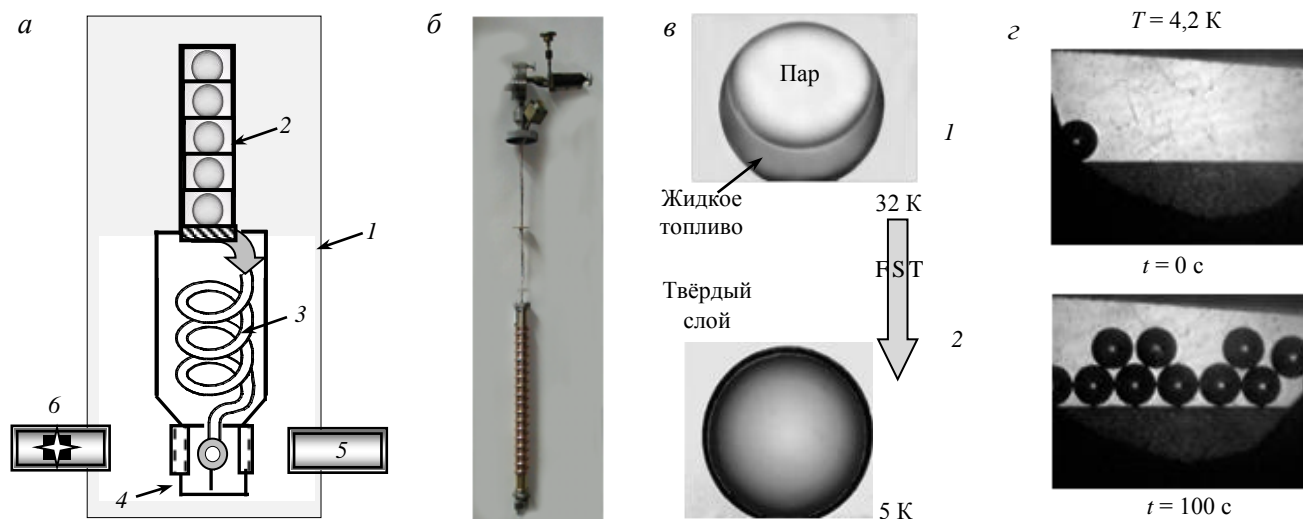 а
2
1
3
6
5
4
б
в
Пар
1
Жидкое
топливо
32 К
FST
Твёрдый
слой
2
5 К
г
T = 4,2 К
t = 0 с
t = 100 с